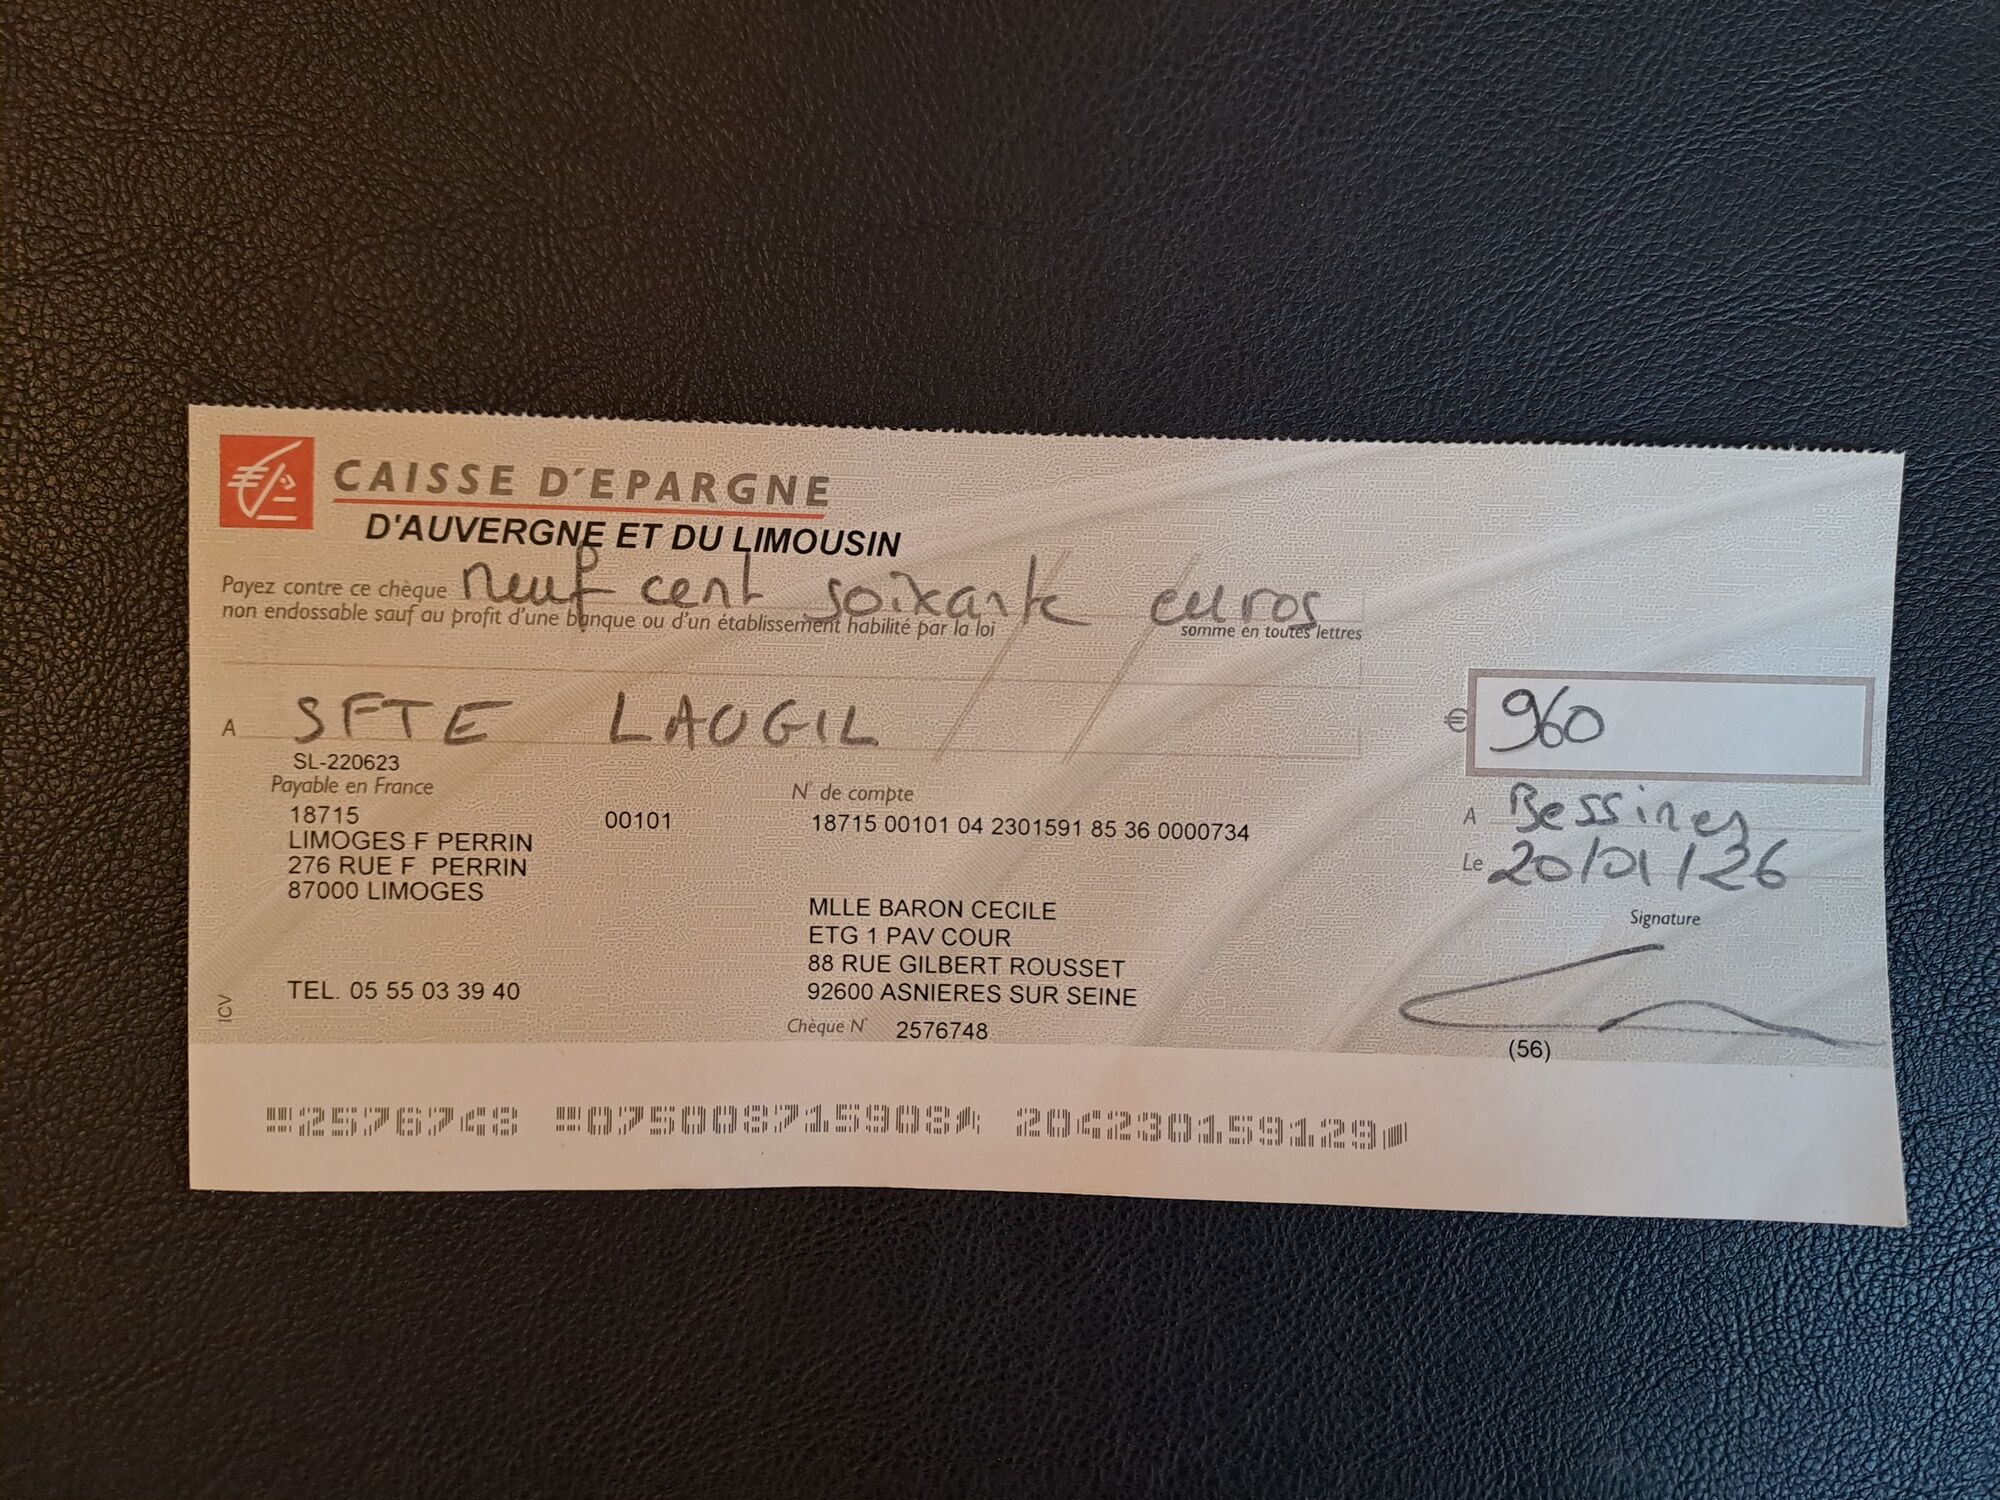 CAISSE D'EPARGNE
D'AUVERGNE ET DU LIMOUSIN
Payez contre ce chèque neuf cent soixante euros
non endossable sauf au profit d'une banque ou d'un établissement habilité par la loi
somme en toutes lettres
A SFTE LAUGIL
€ 960
SL-220623
Payable en France
18715 00101
LIMOGES F PERRIN
276 RUE F PERRIN
87000 LIMOGES
TEL. 05 55 03 39 40
ICV
N° de compte
18715 00101 04 2301591 85 36 0000734
MLLE BARON CECILE
ETG 1 PAV COUR
88 RUE GILBERT ROUSSET
92600 ASNIERES SUR SEINE
Chèque N° 2576748
A Bessines
Le 20/01/26
Signature
(56)
2576748 075008715908 204230159129